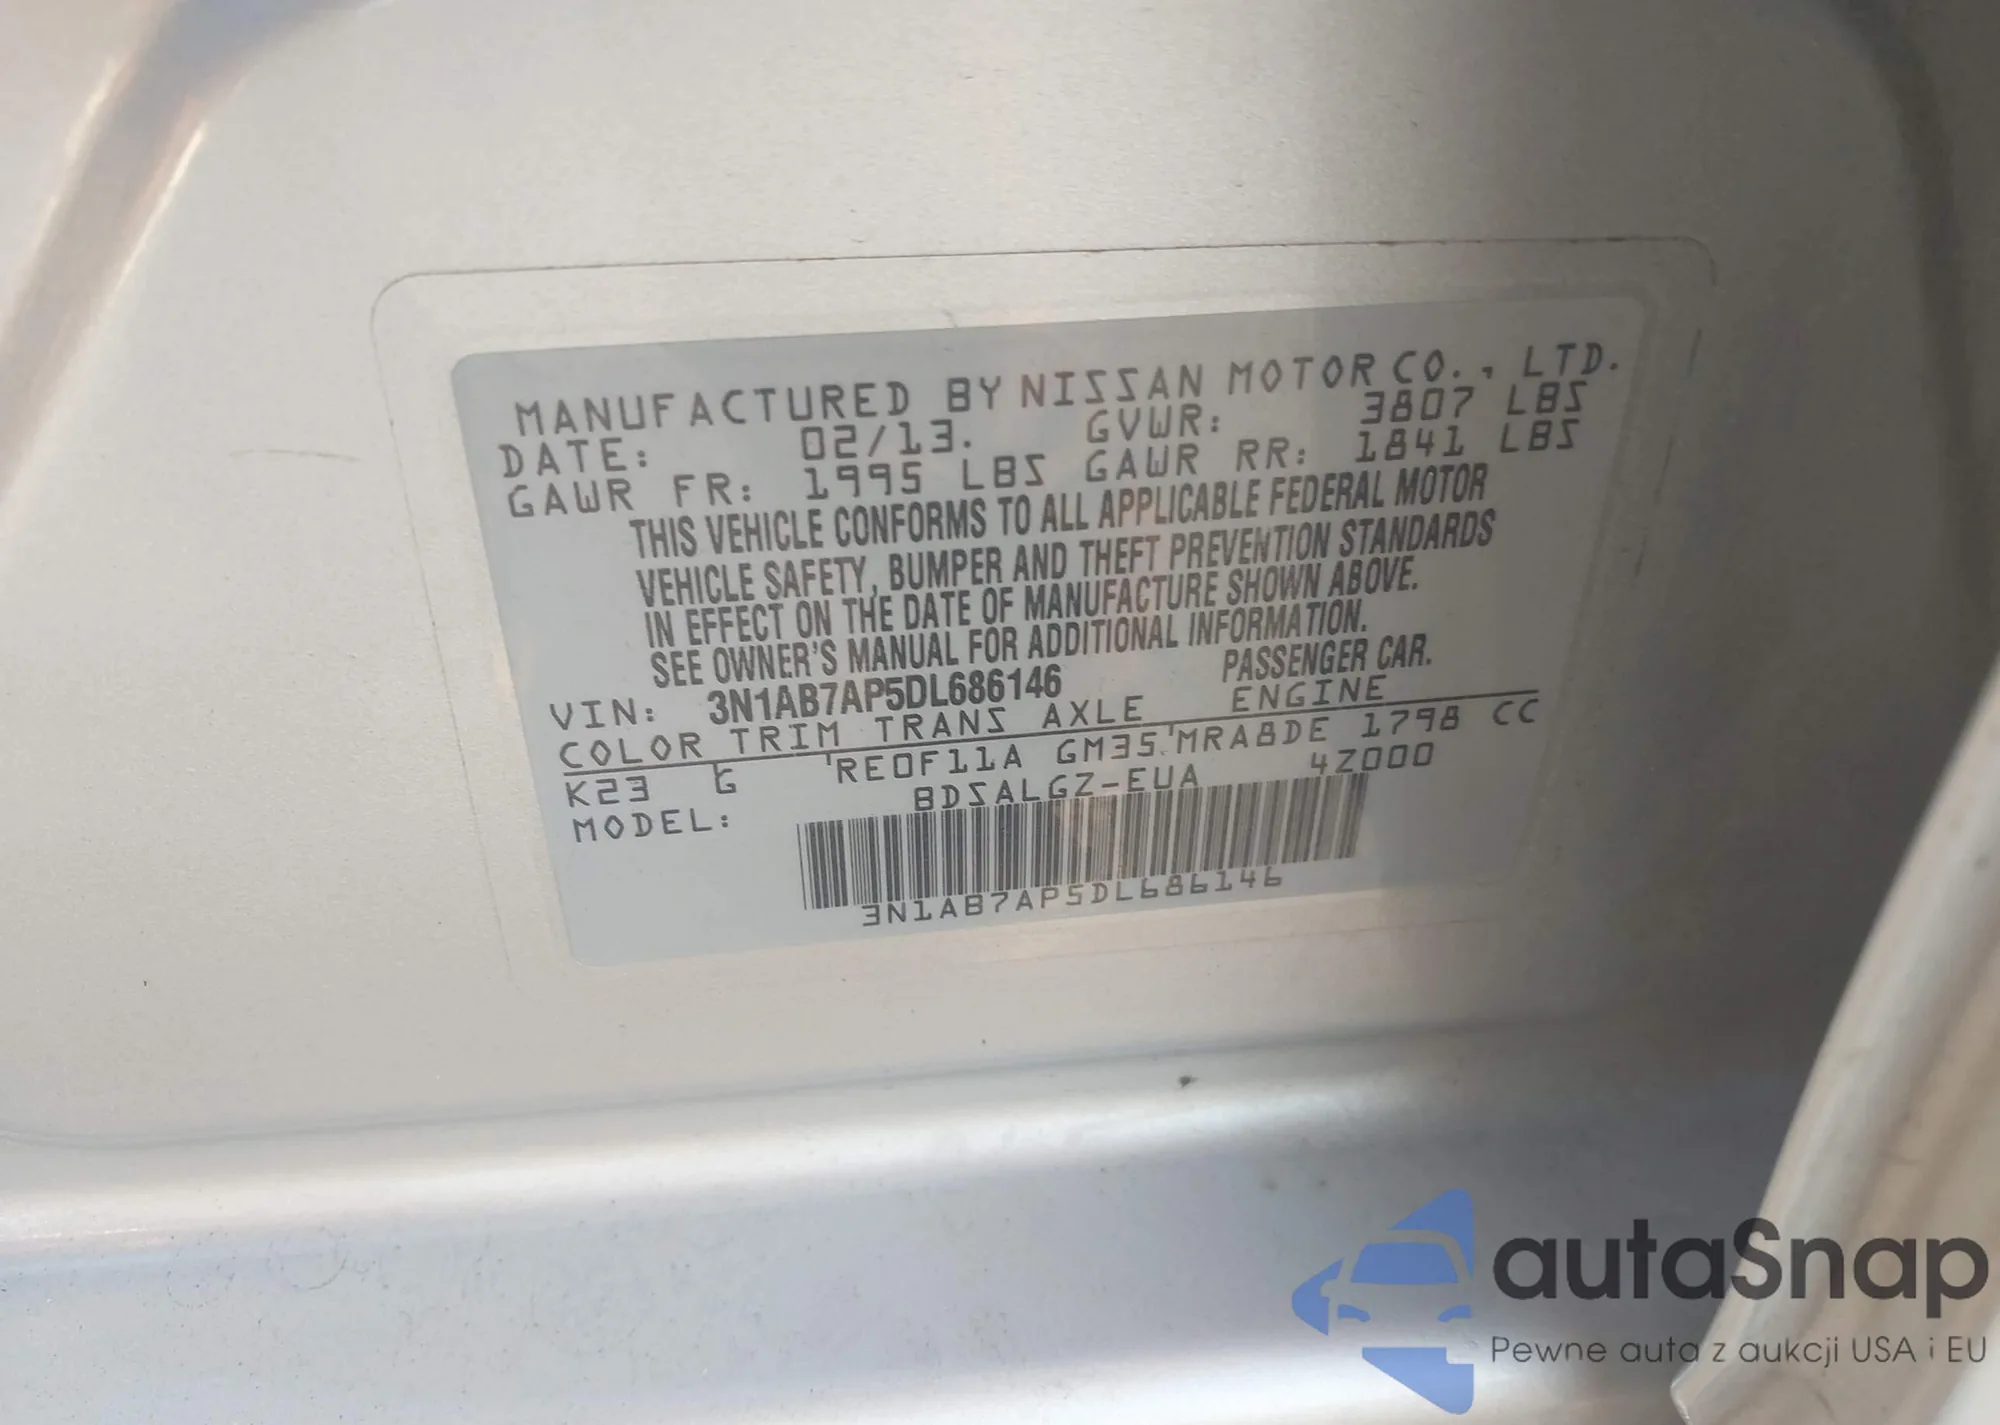 MANUFACTURED BY NISSAN MOTOR CO., LTD.
DATE: 02/13. GVWR: 3807 LBS
GAWR FR: 1995 LBS GAWR RR: 1841 LBS
THIS VEHICLE CONFORMS TO ALL APPLICABLE FEDERAL MOTOR
VEHICLE SAFETY, BUMPER AND THEFT PREVENTION STANDARDS
IN EFFECT ON THE DATE OF MANUFACTURE SHOWN ABOVE.
SEE OWNER'S MANUAL FOR ADDITIONAL INFORMATION.
VIN: 3N1AB7AP5DL686146 PASSENGER CAR.
COLOR TRIM TRANS AXLE ENGINE
K23 G RE0F11A GM35 MRA8DE 1798 CC
MODEL: BDSALGZ-EUA 4Z000
3N1AB7AP5DL686146
autaSnap
Pewne auta z aukcji USA i EU